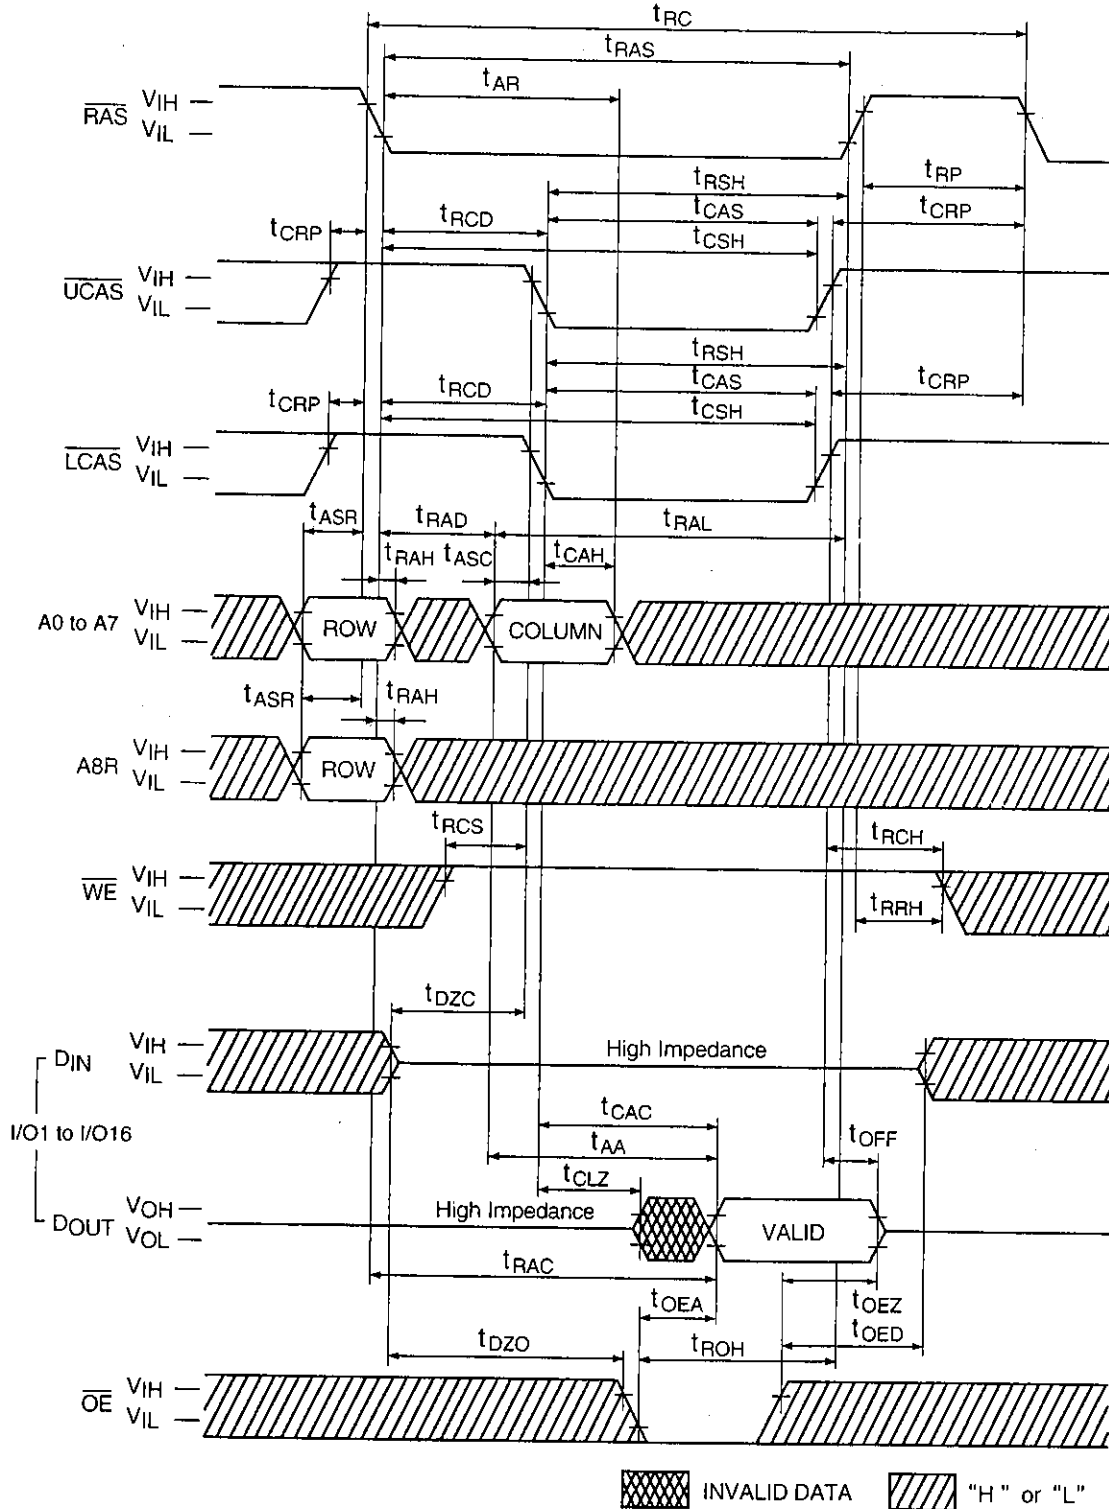 tRC
tRAS
tAR
RAS VIH VIL
tRSH tRP
tCAS
tCRP tRCD tCRP
tCSH
UCAS VIH VIL
tRSH
tCAS
tCRP tRCD tCRP
tCSH
LCAS VIH VIL
tASR tRAD tRAL
tRAH tASC tCAH
A0 to A7 VIH VIL ROW COLUMN
tASR tRAH
A8R VIH VIL ROW
tRCS tRCH
WE VIH VIL
tRRH
tDZC
DIN VIH VIL High Impedance
I/O1 to I/O16
tCAC
tAA tOFF
tCLZ
DOUT VOH VOL High Impedance VALID
tRAC
tOEA tOEZ
tDZO tROH tOED
OE VIH VIL
INVALID DATA "H" or "L"